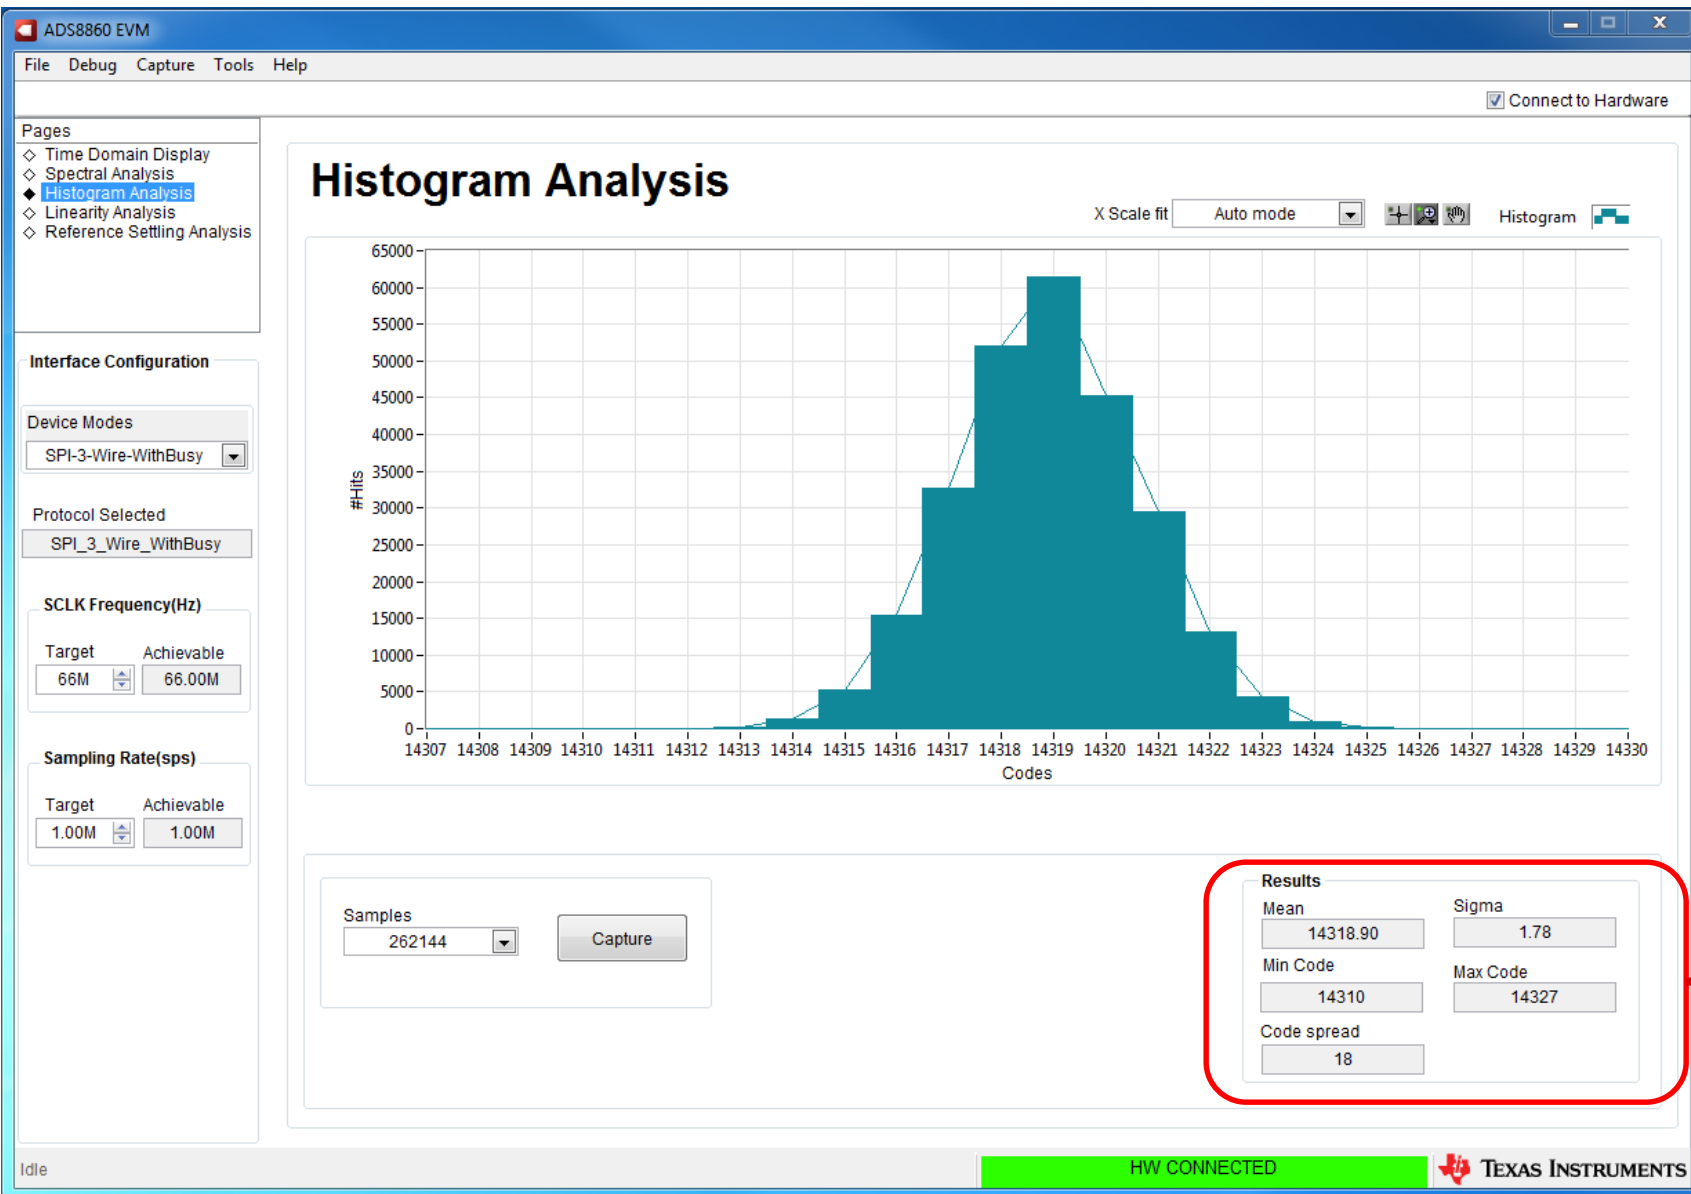 ADS8860 EVM
File Debug Capture Tools Help
Connect to Hardware
Pages
Time Domain Display
Spectral Analysis
Histogram Analysis
Linearity Analysis
Reference Settling Analysis
Histogram Analysis
X Scale fit Auto mode Histogram
65000
60000
55000
50000
45000
40000
35000
30000
25000
20000
15000
10000
5000
0
#Hits
14307 14308 14309 14310 14311 14312 14313 14314 14315 14316 14317 14318 14319 14320 14321 14322 14323 14324 14325 14326 14327 14328 14329 14330
Codes
Interface Configuration
Device Modes
SPI-3-Wire-WithBusy
Protocol Selected
SPI_3_Wire_WithBusy
SCLK Frequency(Hz)
Target Achievable
66M 66.00M
Sampling Rate(sps)
Target Achievable
1.00M 1.00M
Samples
262144
Capture
Results
Mean Sigma
14318.90 1.78
Min Code Max Code
14310 14327
Code spread
18
Idle
HW CONNECTED
TEXAS INSTRUMENTS